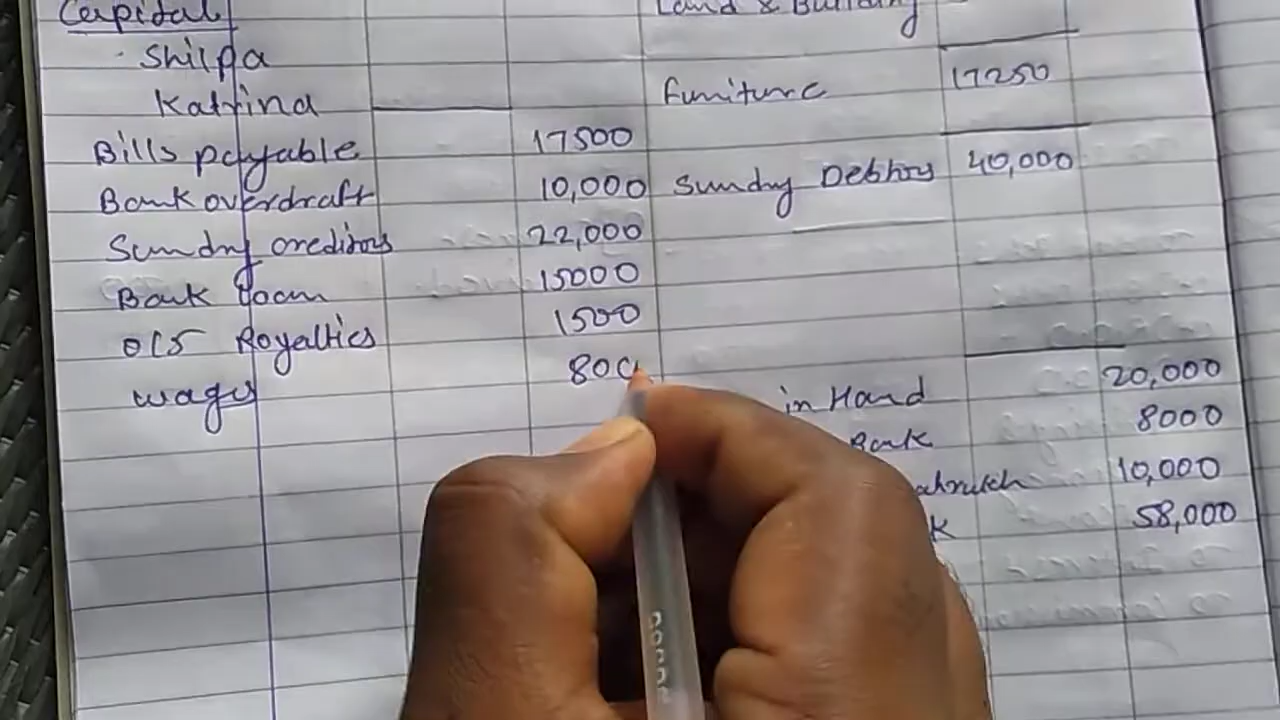 Capital
Shilpa
Katrina
Bills payable 17500
Bank overdraft 10,000
Sundry creditors 22,000
Bank loan 15000
O/S Royalties 1500
wages 800
Land & Building
Furniture 17250
Sundry Debtors 40,000
in Hand 20,000
Bank 8000
10,000
58,000